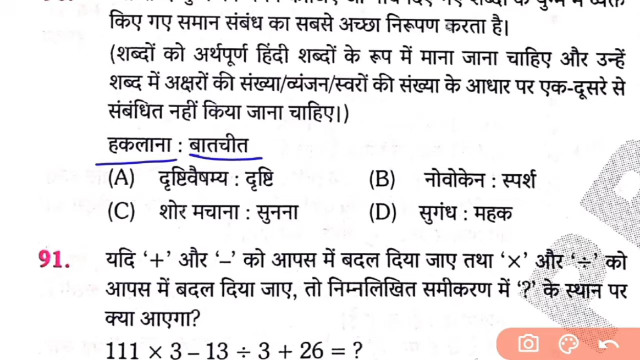 किए गए समान संबंध का सबसे अच्छा निरूपण करता है।
(शब्दों को अर्थपूर्ण हिंदी शब्दों के रूप में माना जाना चाहिए और उन्हें
शब्द में अक्षरों की संख्या/व्यंजन/स्वरों की संख्या के आधार पर एक-दूसरे से
संबंधित नहीं किया जाना चाहिए।)
हकलाना : बातचीत
(A) दृष्टिवैषम्य : दृष्टि (B) नोवोकेन : स्पर्श
(C) शोर मचाना : सुनना (D) सुगंध : महक
91. यदि ‘+’ और ‘–’ को आपस में बदल दिया जाए तथा ‘×’ और ‘÷’ को
आपस में बदल दिया जाए, तो निम्नलिखित समीकरण में ‘?’ के स्थान पर
क्या आएगा?
111 × 3 – 13 ÷ 3 + 26 = ?